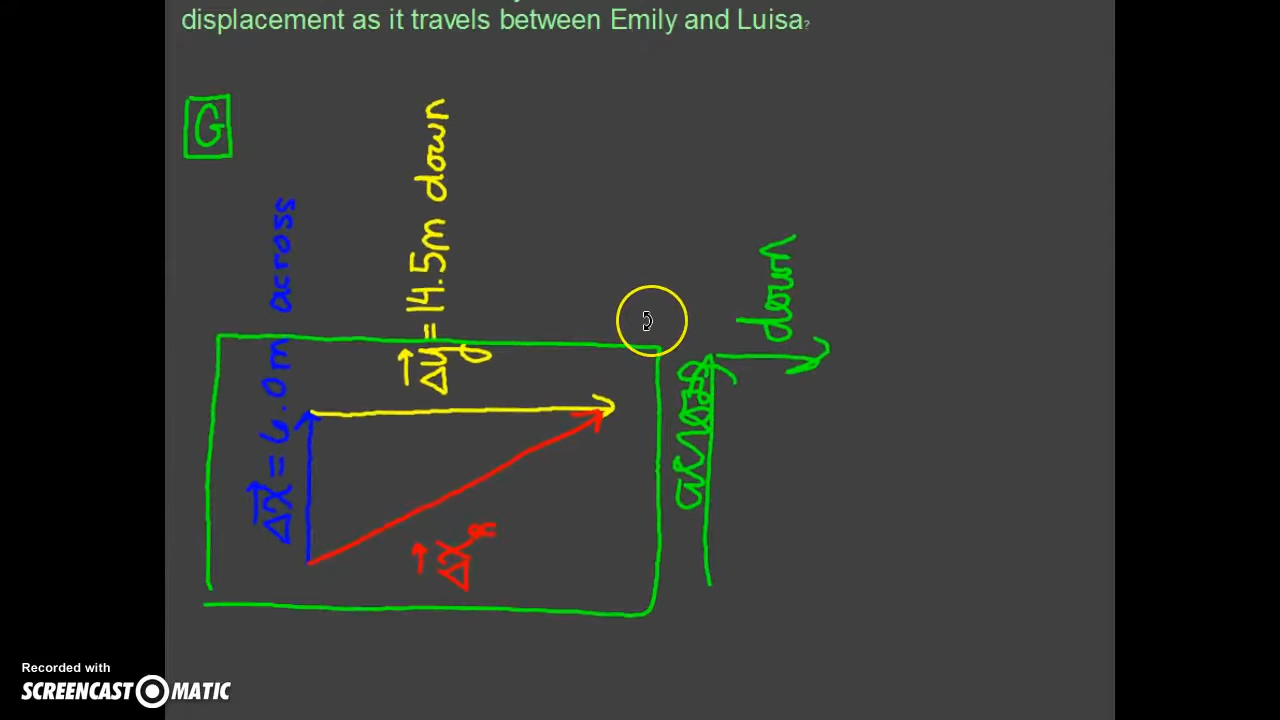 displacement as it travels between Emily and Luisa?
G
Δx = 6.0m across
Δy = 14.5m down
Δx R
across
down
Recorded with
SCREENCAST O MATIC